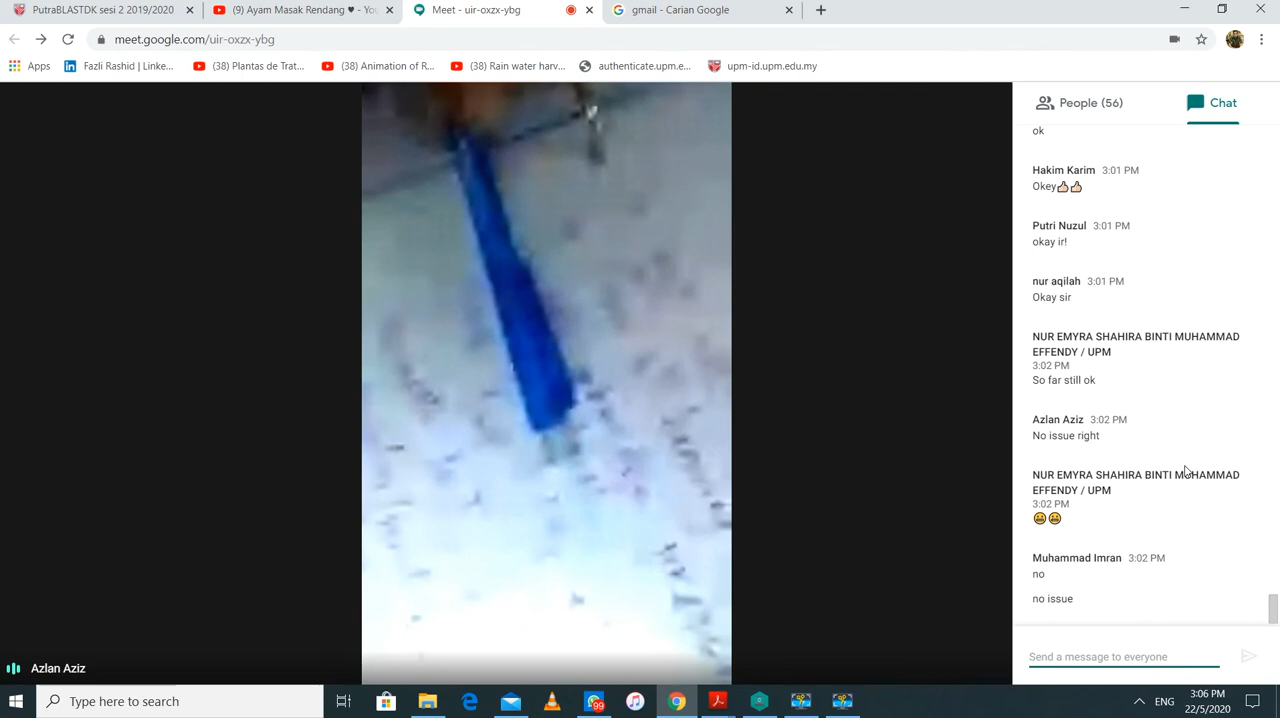 PutraBLASTDK sesi 2 2019/2020
(9) Ayam Masak Rendang ♥ - You
Meet - uir-oxzx-ybg
gmail - Carian Google
meet.google.com/uir-oxzx-ybg
Apps
Fazli Rashid | Linke...
(38) Plantas de Trat...
(38) Animation of R...
(38) Rain water harv...
authenticate.upm.e...
upm-id.upm.edu.my
People (56)
Chat
ok
Hakim Karim 3:01 PM
Okey👍🏻👍🏻
Putri Nuzul 3:01 PM
okay ir!
nur aqilah 3:01 PM
Okay sir
NUR EMYRA SHAHIRA BINTI MUHAMMAD
EFFENDY / UPM
3:02 PM
So far still ok
Azlan Aziz 3:02 PM
No issue right
NUR EMYRA SHAHIRA BINTI MUHAMMAD
EFFENDY / UPM
3:02 PM
Muhammad Imran 3:02 PM
no
no issue
Send a message to everyone
Azlan Aziz
Type here to search
99
ENG
3:06 PM
22/5/2020